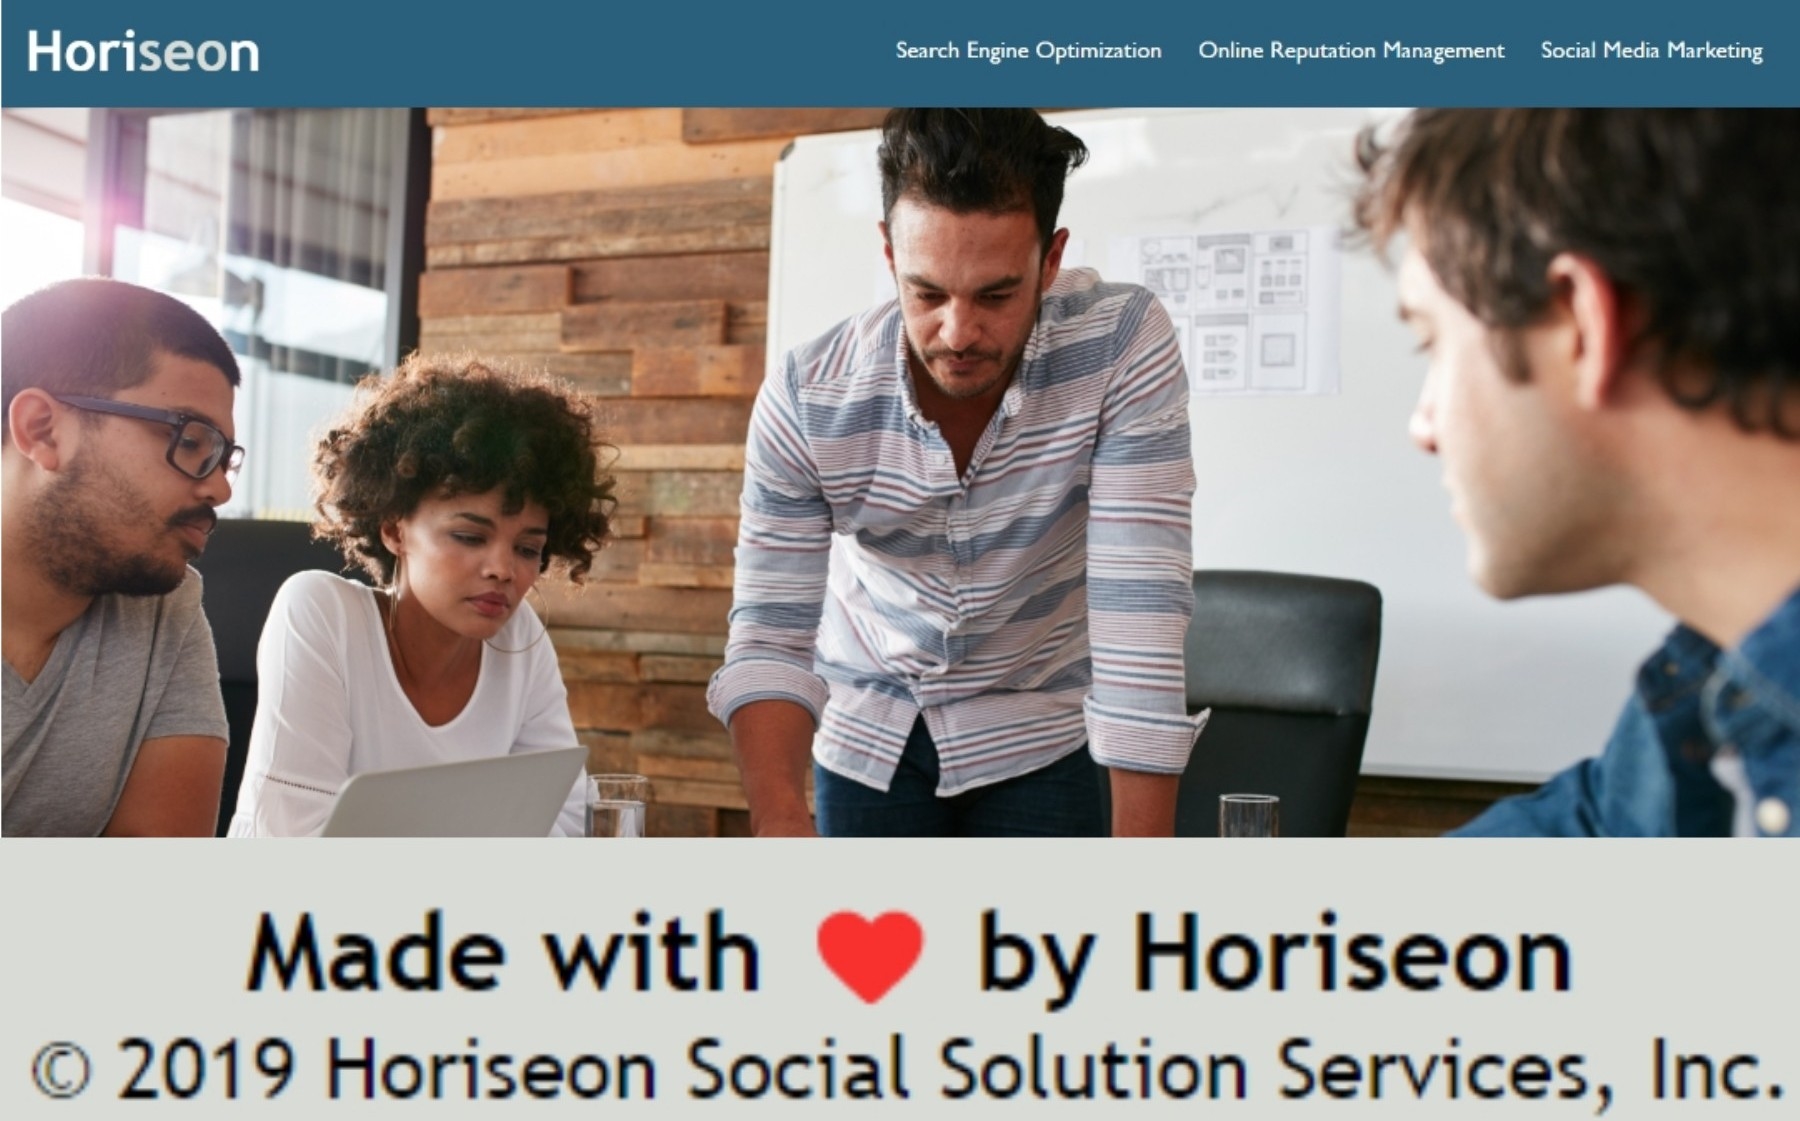 Horiseon
Search Engine Optimization Online Reputation Management Social Media Marketing
Made with ❤ by Horiseon
© 2019 Horiseon Social Solution Services, Inc.